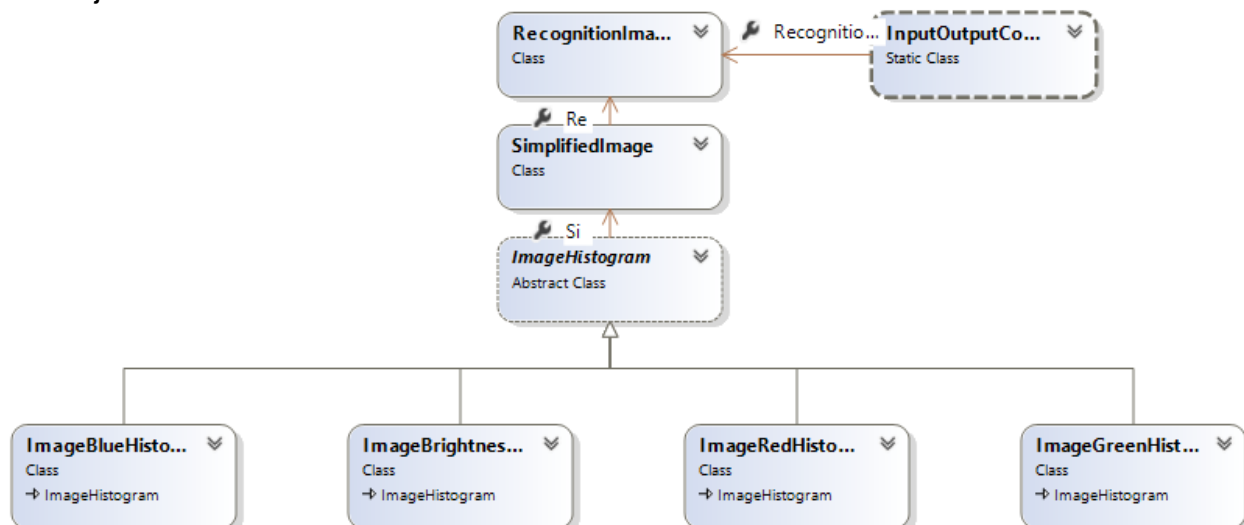 RecognitionIma...
Class
Recognitio...
InputOutputCo...
Static Class
Re
SimplifiedImage
Class
Si
ImageHistogram
Abstract Class
ImageBlueHisto...
Class
ImageHistogram
ImageBrightnes...
Class
ImageHistogram
ImageRedHisto...
Class
ImageHistogram
ImageGreenHist...
Class
ImageHistogram